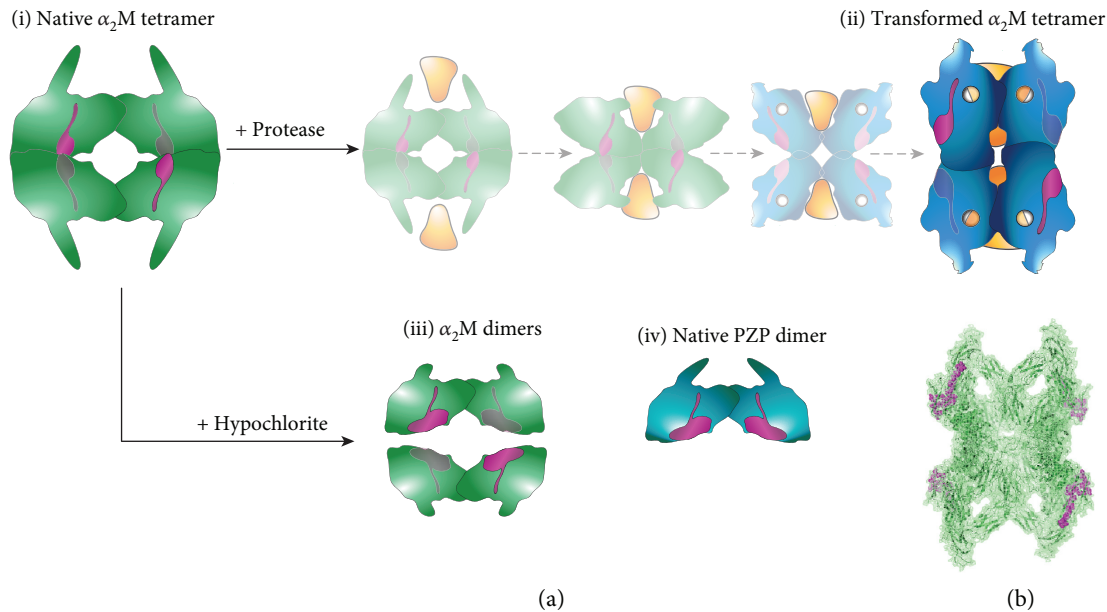 (i) Native α₂M tetramer
(ii) Transformed α₂M tetramer
+ Protease
(iii) α₂M dimers
(iv) Native PZP dimer
+ Hypochlorite
(a)
(b)